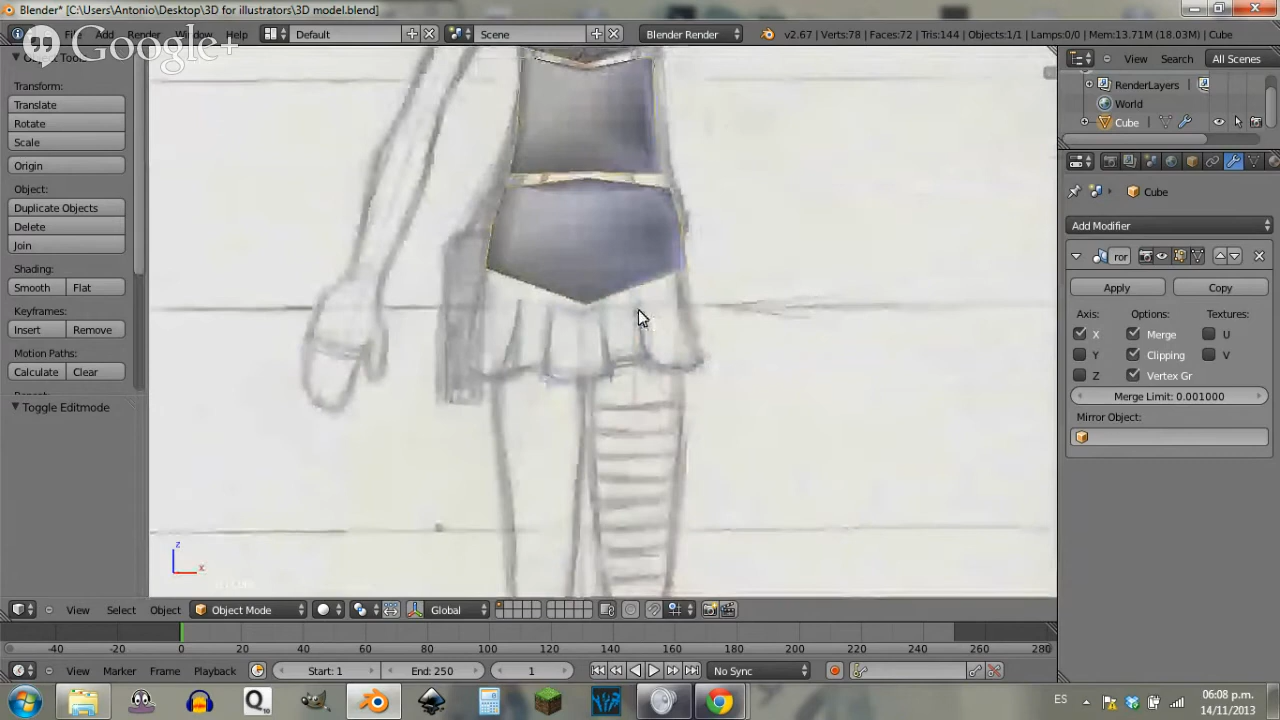 Blender* [C:\Users\Antonio\Desktop\3D for illustrators\3D model.blend]
Google+
File Add Render Window Help
Default
Scene
Blender Render
v2.67 | Verts:78 | Faces:72 | Tris:144 | Objects:1/1 | Lamps:0/0 | Mem:13.71M (18.03M) | Cube
Transform:
Translate
Rotate
Scale
Origin
Object:
Duplicate Objects
Delete
Join
Shading:
Smooth Flat
Keyframes:
Insert Remove
Motion Paths:
Calculate Clear
Toggle Editmode
View Search All Scenes
RenderLayers
World
Cube
Cube
Add Modifier
ror
Apply Copy
Axis: Options: Textures:
X Merge U
Y Clipping V
Z Vertex Gr
Merge Limit: 0.001000
Mirror Object:
z
x
View Select Object Object Mode Global
-40 -20 0 20 40 60 80 100 120 140 160 180 200 220 240 260 280
View Marker Frame Playback Start: 1 End: 250 1 No Sync
Q
ES
06:08 p.m.
14/11/2013